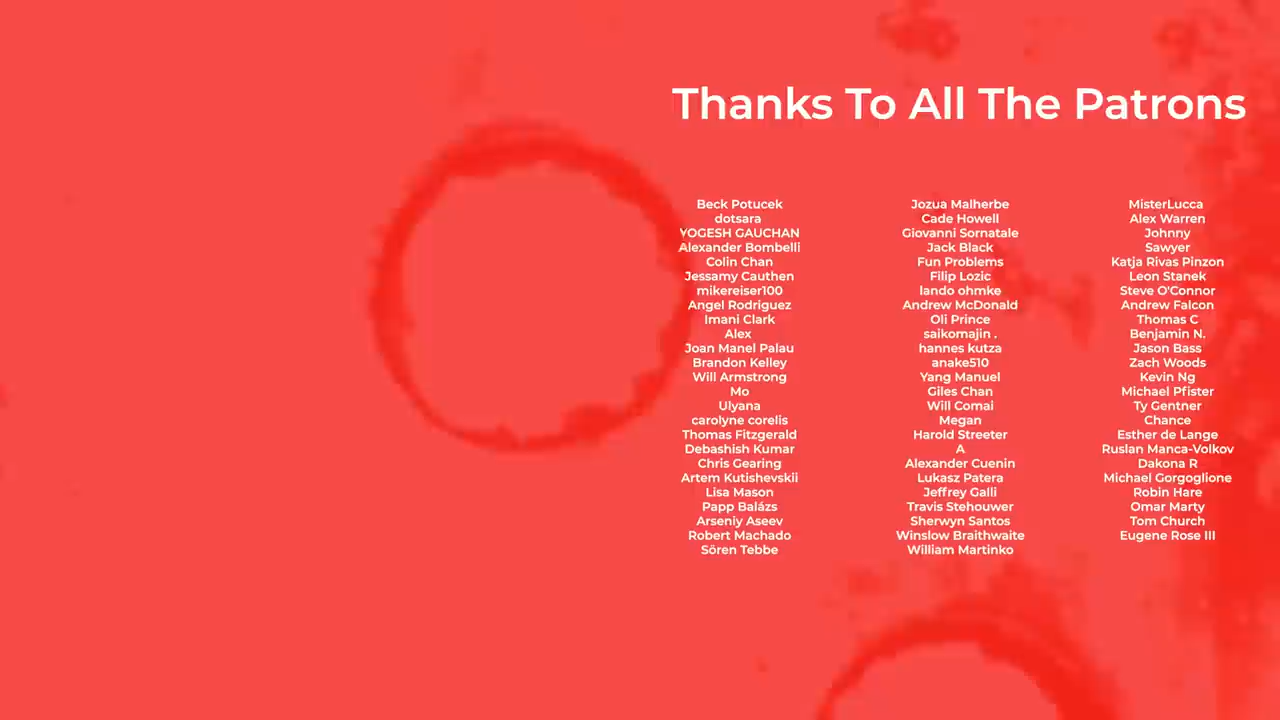 Thanks To All The Patrons
Beck Potucek
dotsara
YOGESH GAUCHAN
Alexander Bombelli
Colin Chan
Jessamy Cauthen
mikereiser100
Angel Rodriguez
Imani Clark
Alex
Joan Manel Palau
Brandon Kelley
Will Armstrong
Mo
Ulyana
carolyne corelis
Thomas Fitzgerald
Debashish Kumar
Chris Gearing
Artem Kutishevskii
Lisa Mason
Papp Balázs
Arseniy Aseev
Robert Machado
Sören Tebbe
Jozua Malherbe
Cade Howell
Giovanni Sornatale
Jack Black
Fun Problems
Filip Lozic
lando ohmke
Andrew McDonald
Oli Prince
saikomajin .
hannes kutza
anake510
Yang Manuel
Giles Chan
Will Comai
Megan
Harold Streeter
A
Alexander Cuenin
Lukasz Patera
Jeffrey Galli
Travis Stehouwer
Sherwyn Santos
Winslow Braithwaite
William Martinko
MisterLucca
Alex Warren
Johnny
Sawyer
Katja Rivas Pinzon
Leon Stanek
Steve O'Connor
Andrew Falcon
Thomas C
Benjamin N.
Jason Bass
Zach Woods
Kevin Ng
Michael Pfister
Ty Gentner
Chance
Esther de Lange
Ruslan Manca-Volkov
Dakona R
Michael Gorgoglione
Robin Hare
Omar Marty
Tom Church
Eugene Rose III